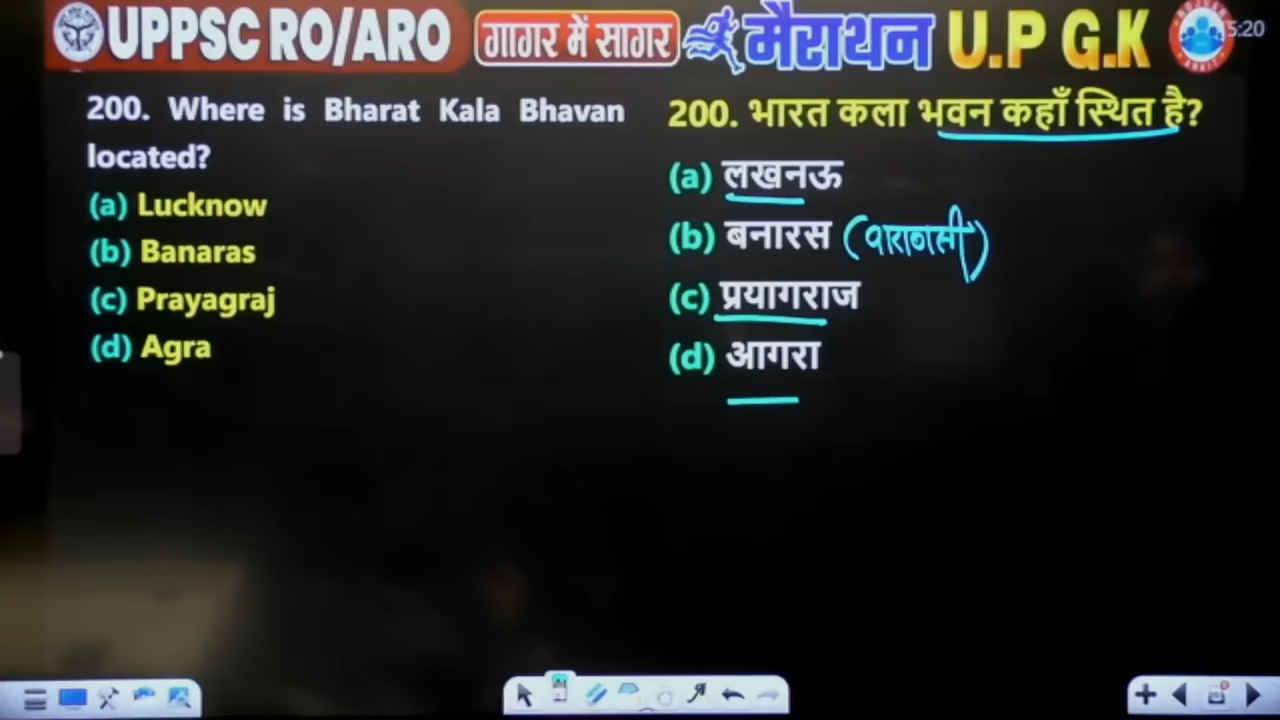 UPPSC RO/ARO गागर में सागर मैराथन U.P G.K
5:20
200. Where is Bharat Kala Bhavan
located?
(a) Lucknow
(b) Banaras
(c) Prayagraj
(d) Agra
200. भारत कला भवन कहाँ स्थित है?
(a) लखनऊ
(b) बनारस (वाराणसी)
(c) प्रयागराज
(d) आगरा